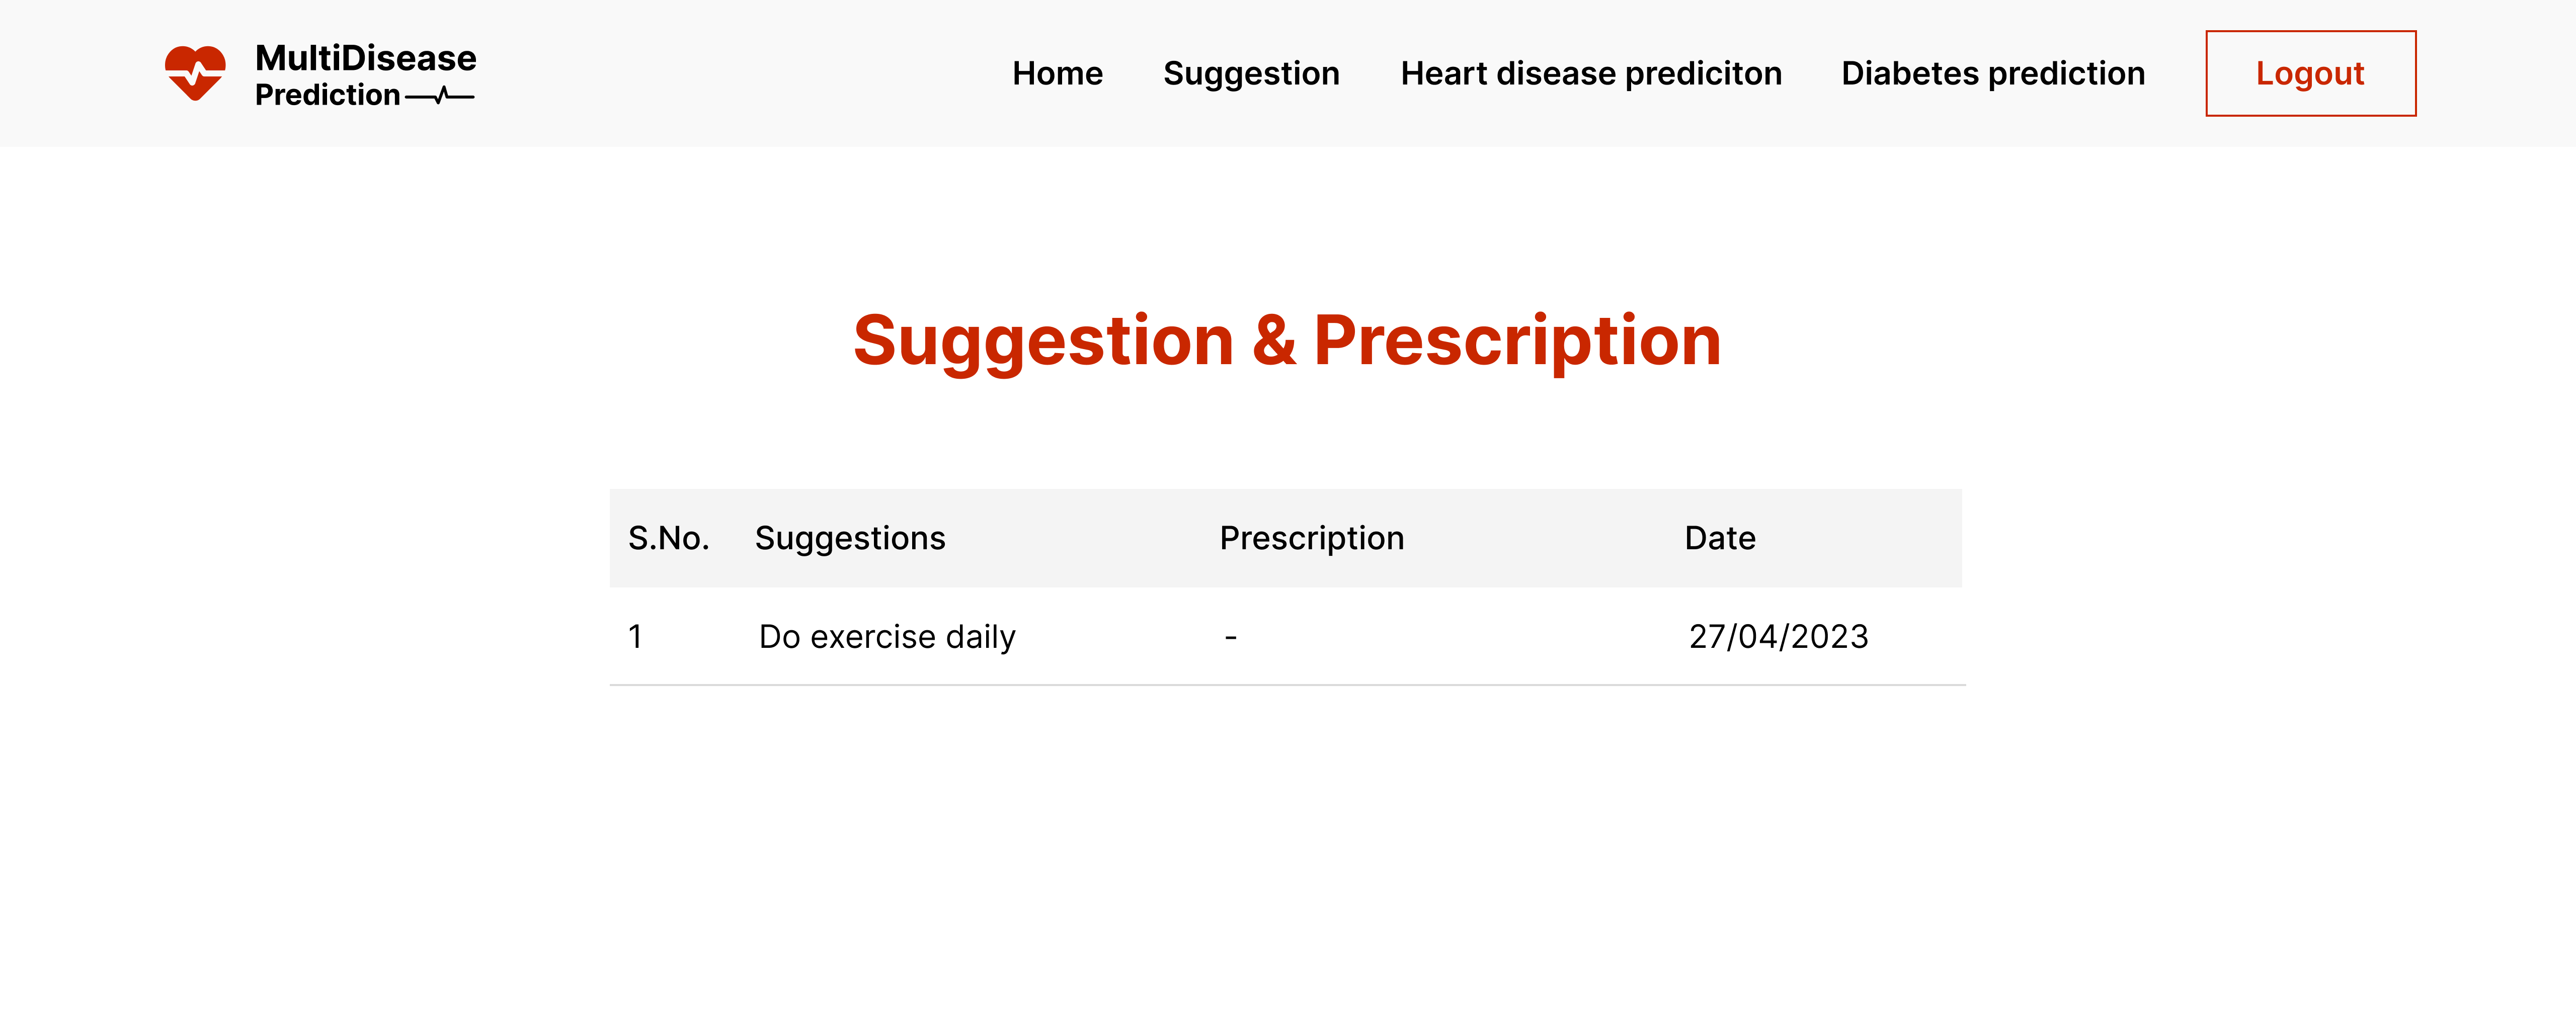 MultiDisease
Prediction
Home Suggestion Heart disease prediciton Diabetes prediction Logout
Suggestion & Prescription
S.No. Suggestions Prescription Date
1 Do exercise daily - 27/04/2023